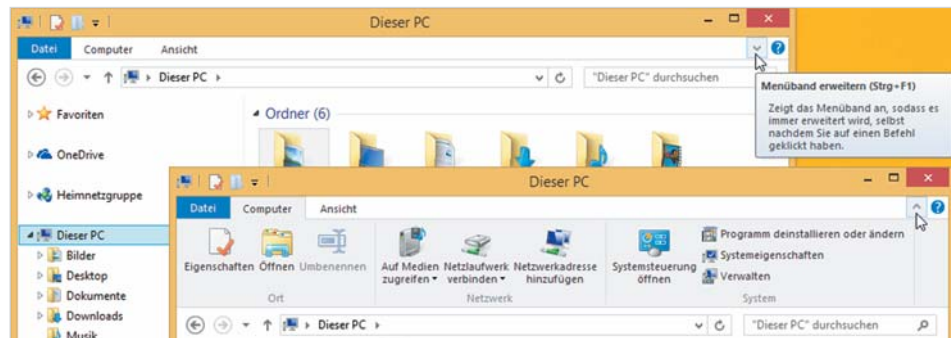 Dieser PC
Datei Computer Ansicht
Dieser PC "Dieser PC" durchsuchen
Menüband erweitern (Strg+F1)
Zeigt das Menüband an, sodass es
immer erweitert wird, selbst
nachdem Sie auf einen Befehl
geklickt haben.
Favoriten
OneDrive
Heimnetzgruppe
Dieser PC
Bilder
Desktop
Dokumente
Downloads
Musik
Ordner (6)
Dieser PC
Datei Computer Ansicht
Eigenschaften Öffnen Umbenennen
Ort
Auf Medien Netzlaufwerk Netzwerkadresse
zugreifen verbinden hinzufügen
Netzwerk
Systemsteuerung
öffnen
Programm deinstallieren oder ändern
Systemeigenschaften
Verwalten
System
Dieser PC "Dieser PC" durchsuchen